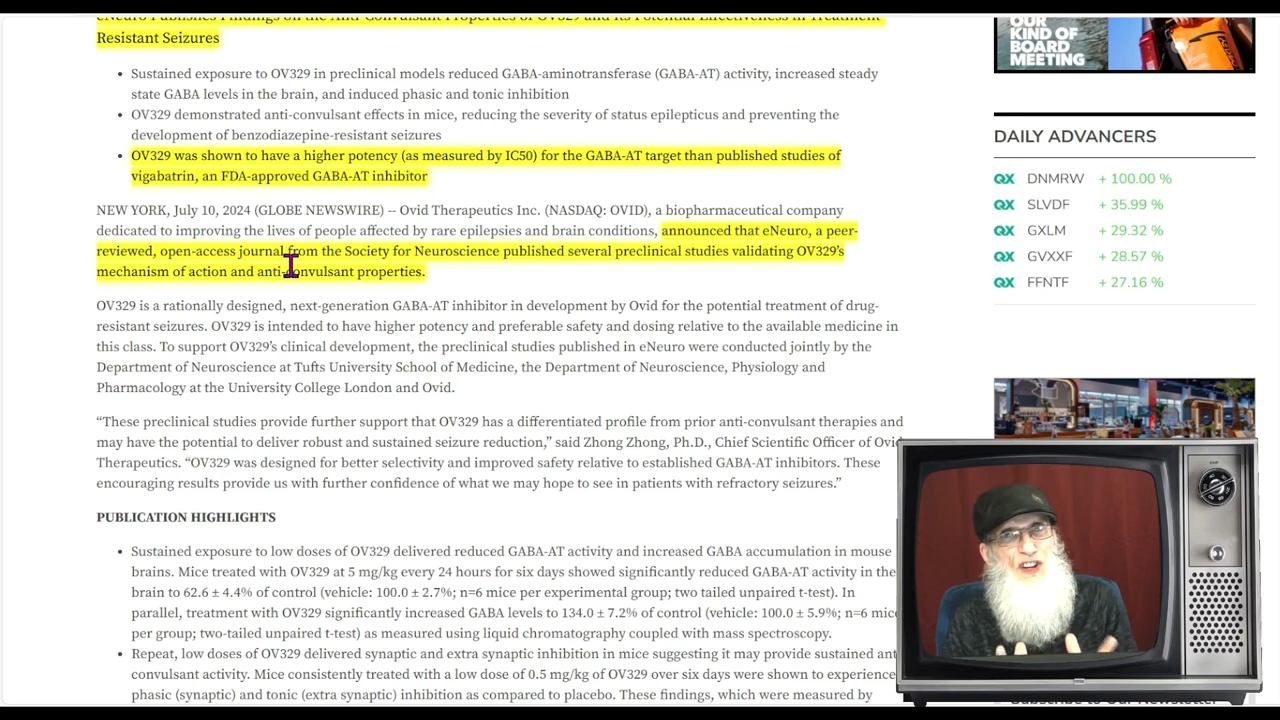 eNeuro Publishes Findings on the Anti-Convulsant Properties of OV329 and Its Potential Effectiveness in Treatment
Resistant Seizures
• Sustained exposure to OV329 in preclinical models reduced GABA-aminotransferase (GABA-AT) activity, increased steady
state GABA levels in the brain, and induced phasic and tonic inhibition
• OV329 demonstrated anti-convulsant effects in mice, reducing the severity of status epilepticus and preventing the
development of benzodiazepine-resistant seizures
• OV329 was shown to have a higher potency (as measured by IC50) for the GABA-AT target than published studies of
vigabatrin, an FDA-approved GABA-AT inhibitor
NEW YORK, July 10, 2024 (GLOBE NEWSWIRE) -- Ovid Therapeutics Inc. (NASDAQ: OVID), a biopharmaceutical company
dedicated to improving the lives of people affected by rare epilepsies and brain conditions, announced that eNeuro, a peer-
reviewed, open-access journal from the Society for Neuroscience published several preclinical studies validating OV329’s
mechanism of action and anti-convulsant properties.
OV329 is a rationally designed, next-generation GABA-AT inhibitor in development by Ovid for the potential treatment of drug-
resistant seizures. OV329 is intended to have higher potency and preferable safety and dosing relative to the available medicine in
this class. To support OV329’s clinical development, the preclinical studies published in eNeuro were conducted jointly by the
Department of Neuroscience at Tufts University School of Medicine, the Department of Neuroscience, Physiology and
Pharmacology at the University College London and Ovid.
“These preclinical studies provide further support that OV329 has a differentiated profile from prior anti-convulsant therapies and
may have the potential to deliver robust and sustained seizure reduction,” said Zhong Zhong, Ph.D., Chief Scientific Officer of Ovid
Therapeutics. “OV329 was designed for better selectivity and improved safety relative to established GABA-AT inhibitors. These
encouraging results provide us with further confidence of what we may hope to see in patients with refractory seizures.”
PUBLICATION HIGHLIGHTS
• Sustained exposure to low doses of OV329 delivered reduced GABA-AT activity and increased GABA accumulation in mouse
brains. Mice treated with OV329 at 5 mg/kg every 24 hours for six days showed significantly reduced GABA-AT activity in the
brain to 62.6 ± 4.4% of control (vehicle: 100.0 ± 2.7%; n=6 mice per experimental group; two tailed unpaired t-test). In
parallel, treatment with OV329 significantly increased GABA levels to 134.0 ± 7.2% of control (vehicle: 100.0 ± 5.9%; n=6 mice
per group; two-tailed unpaired t-test) as measured using liquid chromatography coupled with mass spectroscopy.
• Repeat, low doses of OV329 delivered synaptic and extra synaptic inhibition in mice suggesting it may provide sustained ant
convulsant activity. Mice consistently treated with a low dose of 0.5 mg/kg of OV329 over six days were shown to experience
phasic (synaptic) and tonic (extra synaptic) inhibition as compared to placebo. These findings, which were measured by
OUR
KIND OF
BOARD
MEETING
DAILY ADVANCERS
QX DNMRW + 100.00 %
QX SLVDF + 35.99 %
QX GXLM + 29.32 %
QX GVXXF + 28.57 %
QX FFNTF + 27.16 %
Subscribe to Our Newsletter